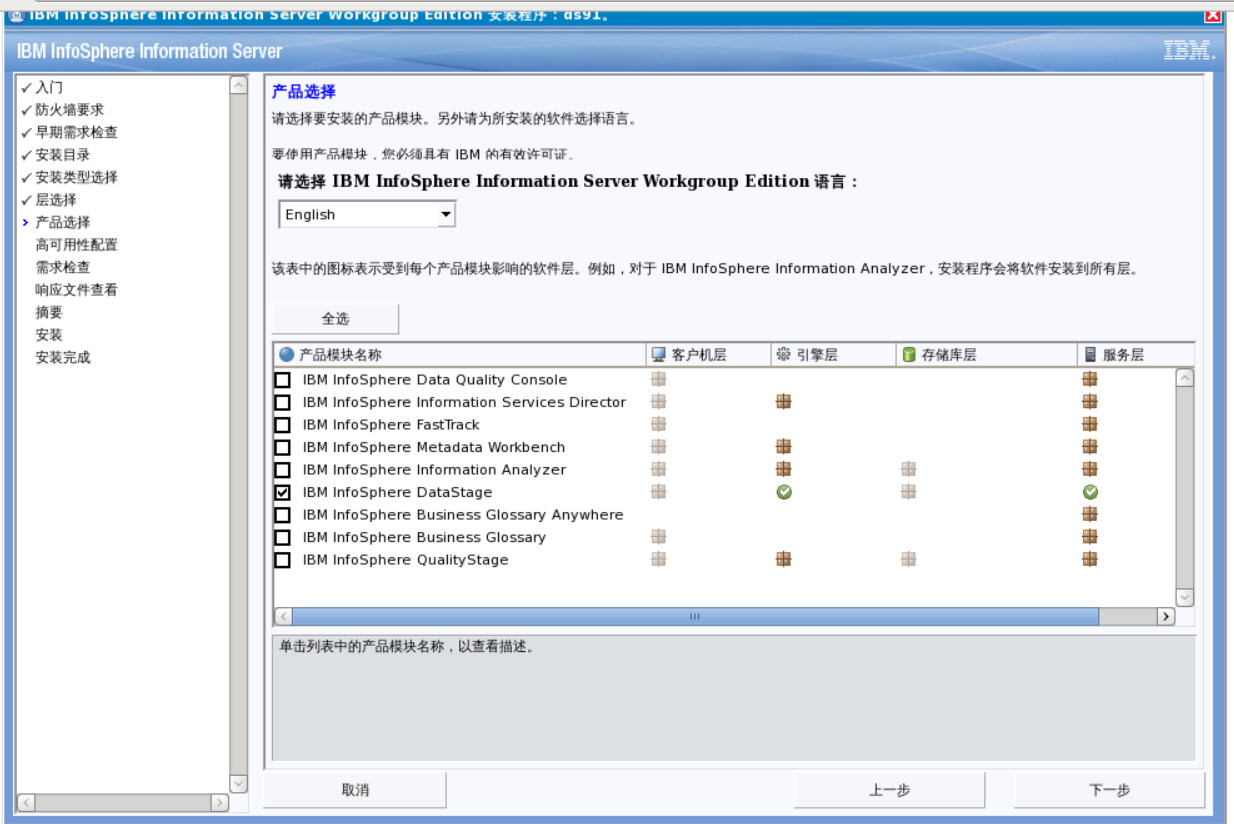 IBM InfoSphere Information Server Workgroup Edition 安装程序：ds91。
IBM InfoSphere Information Server
IBM.
入门
防火墙要求
早期需求检查
安装目录
安装类型选择
层选择
产品选择
高可用性配置
需求检查
响应文件查看
摘要
安装
安装完成
产品选择
请选择要安装的产品模块。另外请为所安装的软件选择语言。
要使用产品模块，您必须具有 IBM 的有效许可证。
请选择 IBM InfoSphere Information Server Workgroup Edition 语言：
English
该表中的图标表示受到每个产品模块影响的软件层。例如，对于 IBM InfoSphere Information Analyzer，安装程序会将软件安装到所有层。
全选
产品模块名称 客户机层 引擎层 存储库层 服务层
IBM InfoSphere Data Quality Console
IBM InfoSphere Information Services Director
IBM InfoSphere FastTrack
IBM InfoSphere Metadata Workbench
IBM InfoSphere Information Analyzer
IBM InfoSphere DataStage
IBM InfoSphere Business Glossary Anywhere
IBM InfoSphere Business Glossary
IBM InfoSphere QualityStage
单击列表中的产品模块名称，以查看描述。
取消 上一步 下一步